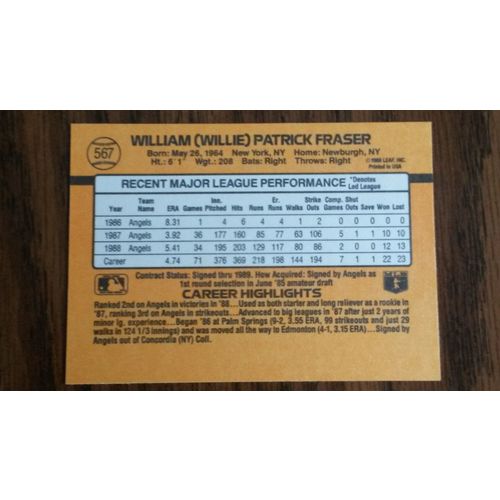 567
WILLIAM (WILLIE) PATRICK FRASER
Born: May 26, 1964 New York, NY Home: Newburgh, NY
Ht.: 6'1" Wgt.: 208 Bats: Right Throws: Right
©1988 LEAF, INC.
Printed in USA
RECENT MAJOR LEAGUE PERFORMANCE *Denotes Led League
Year Team Name ERA Games Inn. Pitched Hits Runs Er. Runs Walks Strike Outs Comp. Games Shut Outs Save Won Lost
1986 Angels 8.31 1 4 6 4 4 1 2 0 0 0 0 0
1987 Angels 3.92 36 177 160 85 77 63 106 5 1 1 10 10
1988 Angels 5.41 34 195 203 129 117 80 86 2 0 0 12 13
Career 4.74 71 376 369 218 198 144 194 7 1 1 22 23
Contract Status: Signed thru 1989. How Acquired: Signed by Angels as
1st round selection in June '85 amateur draft
CAREER HIGHLIGHTS
Ranked 2nd on Angels in victories in '88... Used as both starter and long reliever as a rookie in
'87, ranking 3rd on Angels in strikeouts...Advanced to big leagues in '87 after just 2 years of
minor lg. experience...Began '86 at Palm Springs (9-2, 3.55 ERA, 99 strikeouts and just 29
walks in 124 1/3 innings) and was moved all the way to Edmonton (4-1, 3.15 ERA)...Signed by
Angels out of Concordia (NY) Coll.